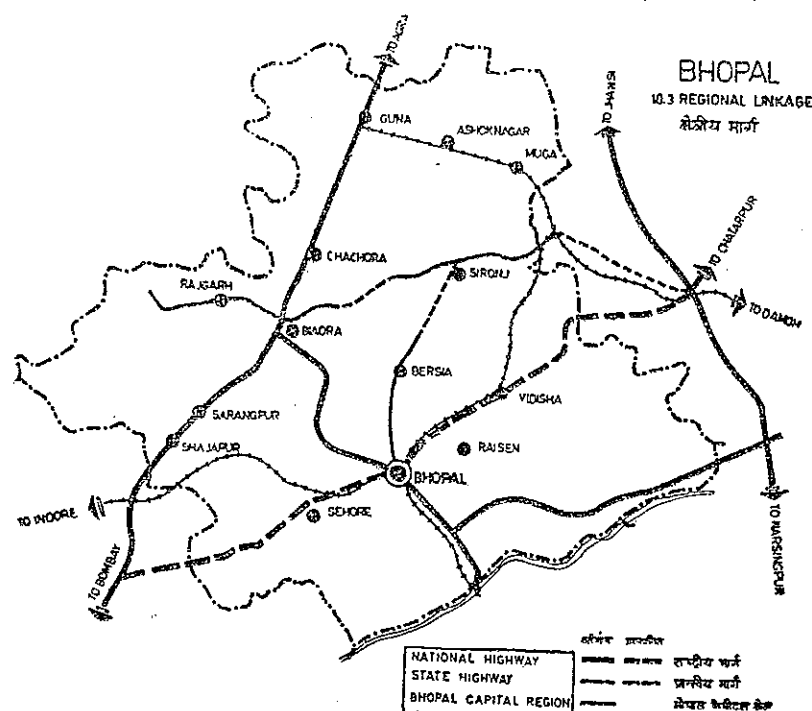 BHOPAL
10.3 REGIONAL LINKAGE
क्षेत्रीय मार्ग
TO AGRA
TO JHANSI
GUNA
ASHOKNAGAR
MUGA
TO CHATARPUR
CHACHORA
SIRONJ
RAJGARH
TO DAMOH
BIAORA
BERSIA
VIDISHA
SARANGPUR
SHAJAPUR
RAISEN
BHOPAL
TO INDORE
SEHORE
TO NARSINGPUR
TO BOMBAY
NATIONAL HIGHWAY राष्ट्रीय मार्ग
STATE HIGHWAY मार्ग
BHOPAL CAPITAL REGION